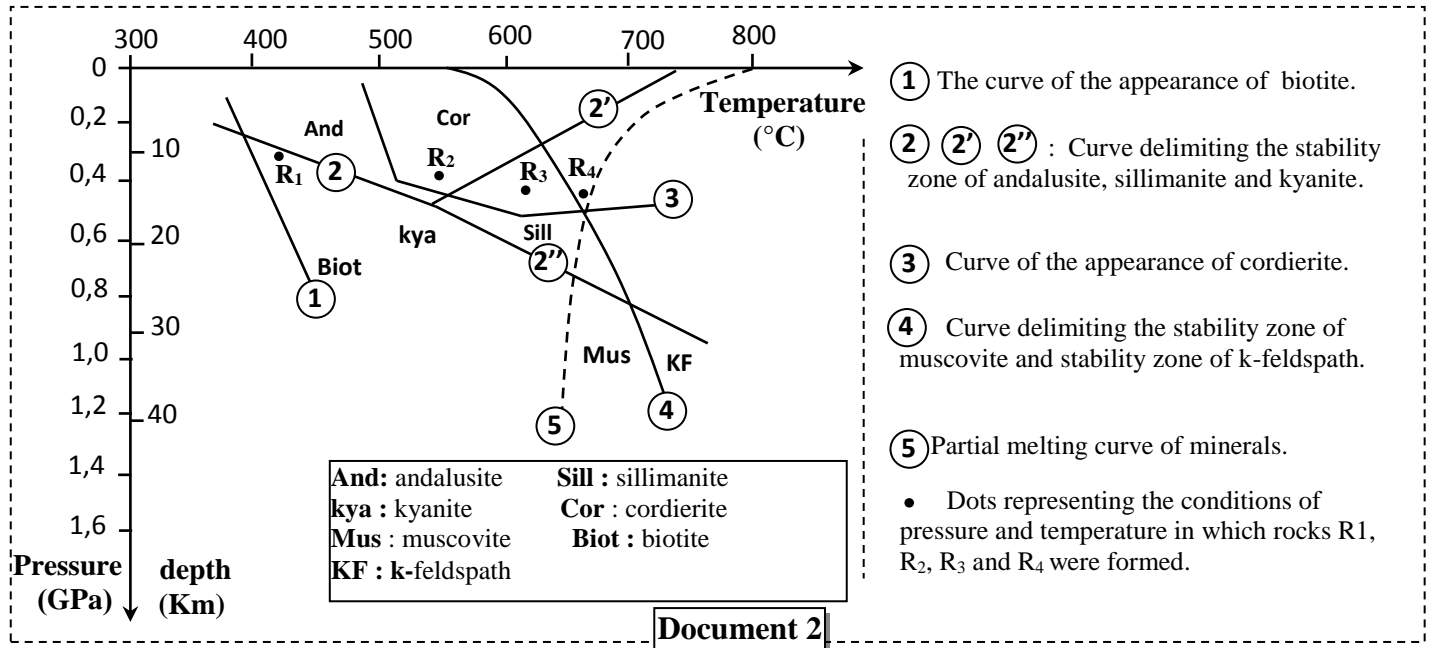 300 400 500 600 700 800
0
0,2
0,4
0,6
0,8
1,0
1,2
1,4
1,6
10
20
30
40
Temperature
(°C)
Pressure
(GPa)
depth
(Km)
And
Cor
2'
R1
2
R2
R3
R4
3
kya
Sill
2''
Biot
1
Mus
KF
5
4
And: andalusite Sill : sillimanite
kya : kyanite Cor : cordierite
Mus : muscovite Biot : biotite
KF : k-feldspath
1 The curve of the appearance of biotite.
2 2' 2'' : Curve delimiting the stability
zone of andalusite, sillimanite and kyanite.
3 Curve of the appearance of cordierite.
4 Curve delimiting the stability zone of
muscovite and stability zone of k-feldspath.
5 Partial melting curve of minerals.
• Dots representing the conditions of
pressure and temperature in which rocks R1,
R2, R3 and R4 were formed.
Document 2